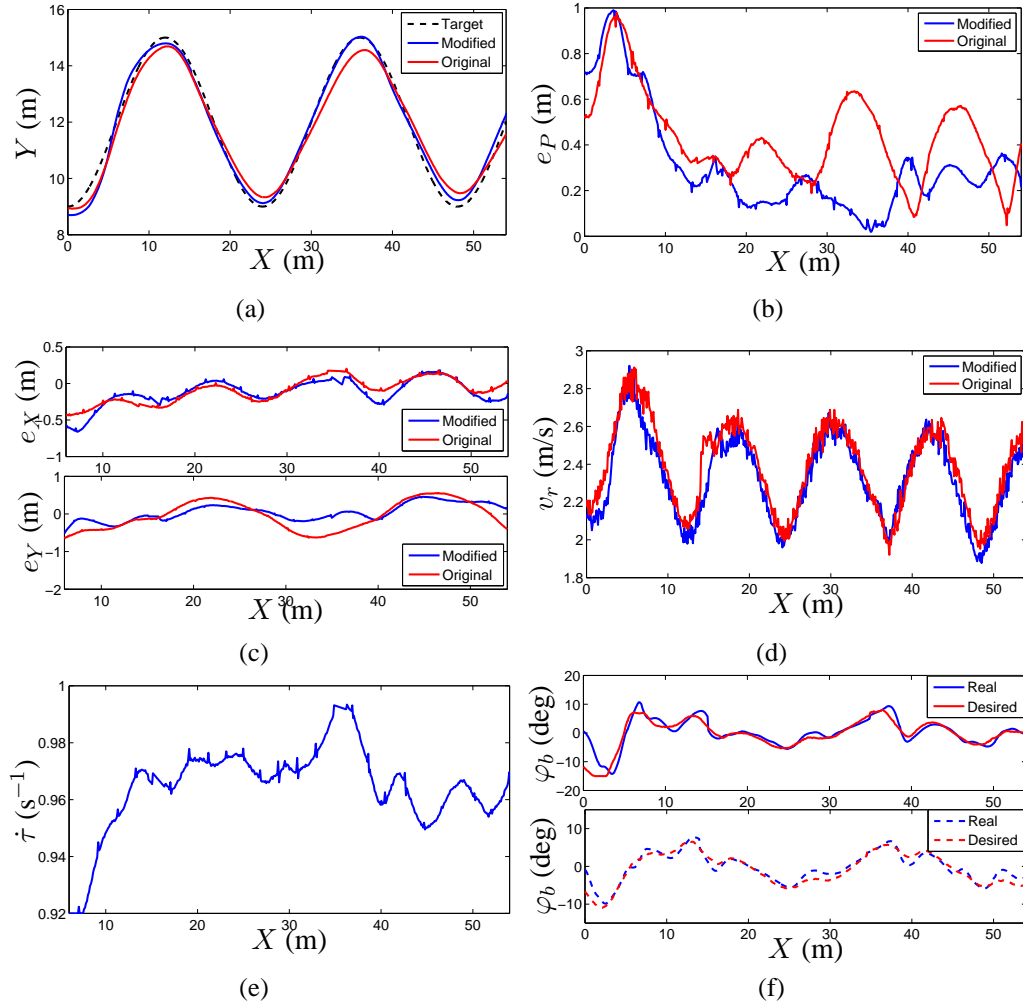 16
14
12
10
8
Y (m)
0 10 20 30 40 50
X (m)
Target
Modified
Original
(a)
1
0.8
0.6
0.4
0.2
0
e_P (m)
0 10 20 30 40 50
X (m)
Modified
Original
(b)
0.5
0
−0.5
−1
e_X (m)
10 20 30 40 50
Modified
Original
1
0
−1
−2
e_Y (m)
10 20 30 40 50
X (m)
Modified
Original
(c)
3
2.8
2.6
2.4
2.2
2
1.8
v_r (m/s)
0 10 20 30 40 50
X (m)
Modified
Original
(d)
1
0.98
0.96
0.94
0.92
τ̇ (s⁻¹)
10 20 30 40 50
X (m)
(e)
20
10
0
−10
−20
φ_b (deg)
0 10 20 30 40 50
Real
Desired
10
0
−10
φ_b (deg)
0 10 20 30 40 50
X (m)
Real
Desired
(f)